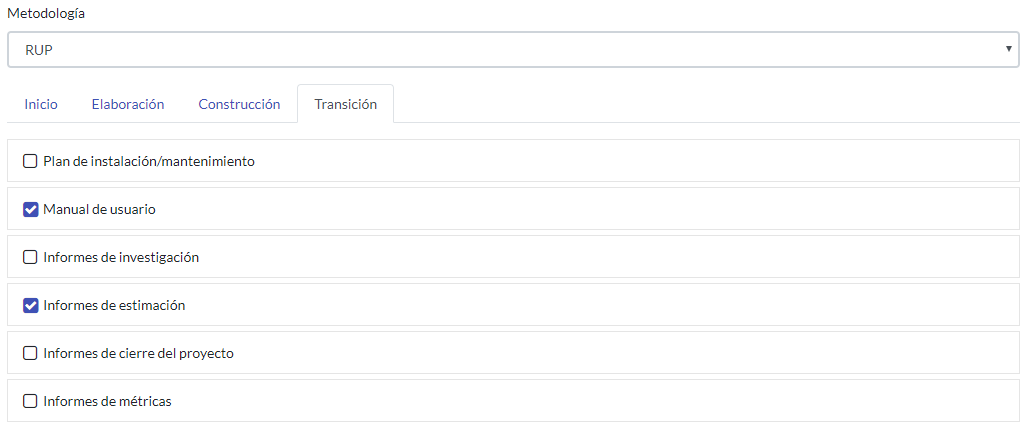 Metodología
RUP
Inicio Elaboración Construcción Transición
Plan de instalación/mantenimiento
Manual de usuario
Informes de investigación
Informes de estimación
Informes de cierre del proyecto
Informes de métricas